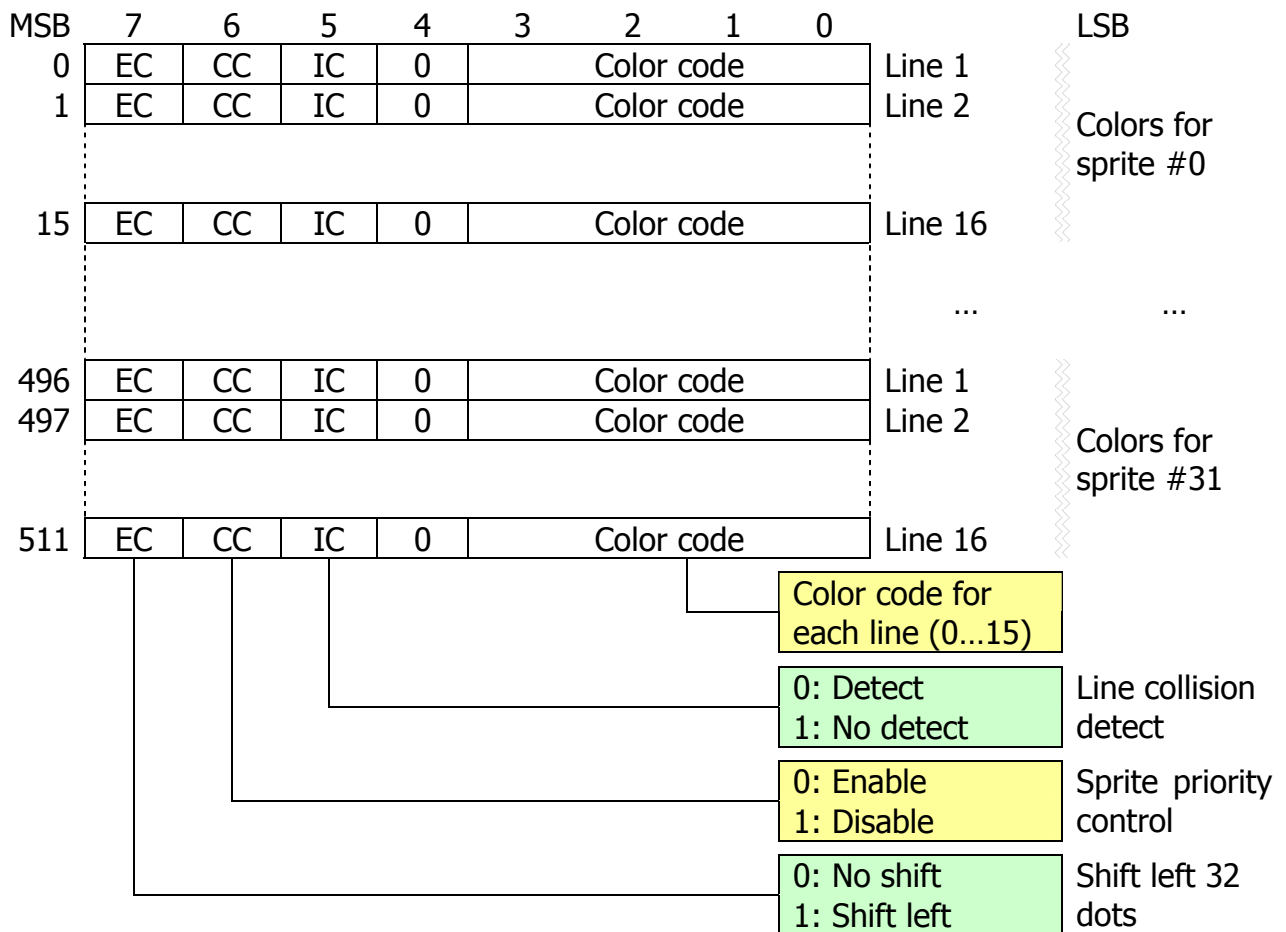 MSB 7 6 5 4 3 2 1 0 LSB
0 EC CC IC 0 Color code Line 1
1 EC CC IC 0 Color code Line 2
Colors for
sprite #0
15 EC CC IC 0 Color code Line 16
… …
496 EC CC IC 0 Color code Line 1
497 EC CC IC 0 Color code Line 2
Colors for
sprite #31
511 EC CC IC 0 Color code Line 16
Color code for
each line (0…15)
0: Detect Line collision
1: No detect detect
0: Enable Sprite priority
1: Disable control
0: No shift Shift left 32
1: Shift left dots